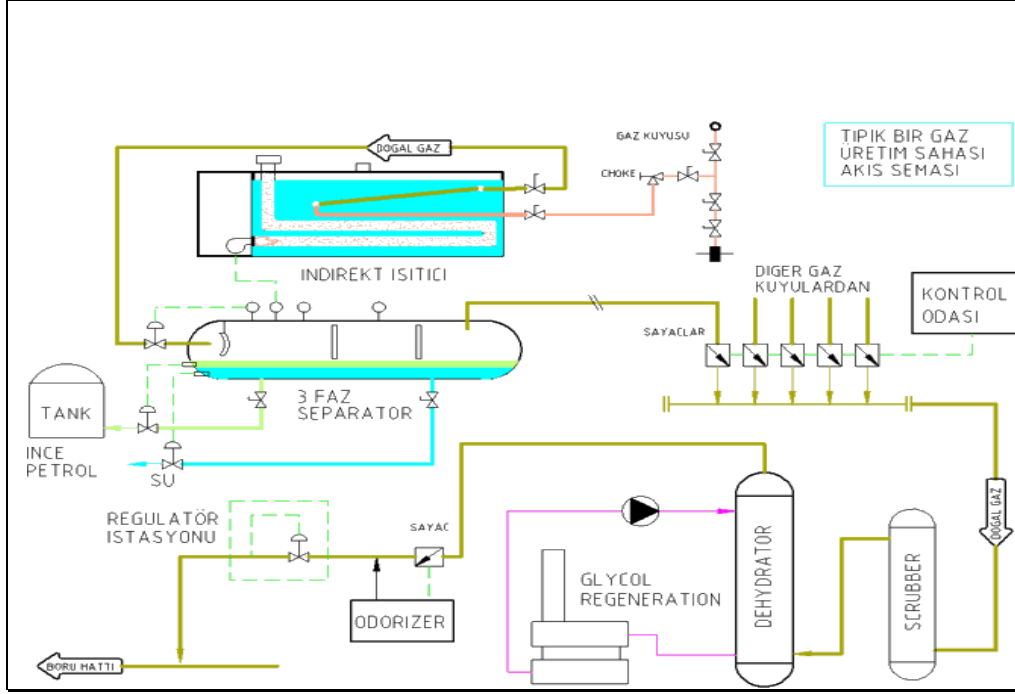 DOGAL GAZ
GAZ KUYUSU
CHOKE
TIPIK BIR GAZ
ÜRETIM SAHASI
AKIS SEMASI
INDIREKT ISITICI
DIGER GAZ
KUYULARDAN
KONTROL
ODASI
SAYACLAR
3 FAZ
SEPARATOR
TANK
INCE
PETROL
SU
DOGAL GAZ
REGULATÖR
ISTASYONU
SAYAC
GLYCOL
REGENERATION
DEHYDRATOR
SCRUBBER
ODORIZER
BORU HATTI